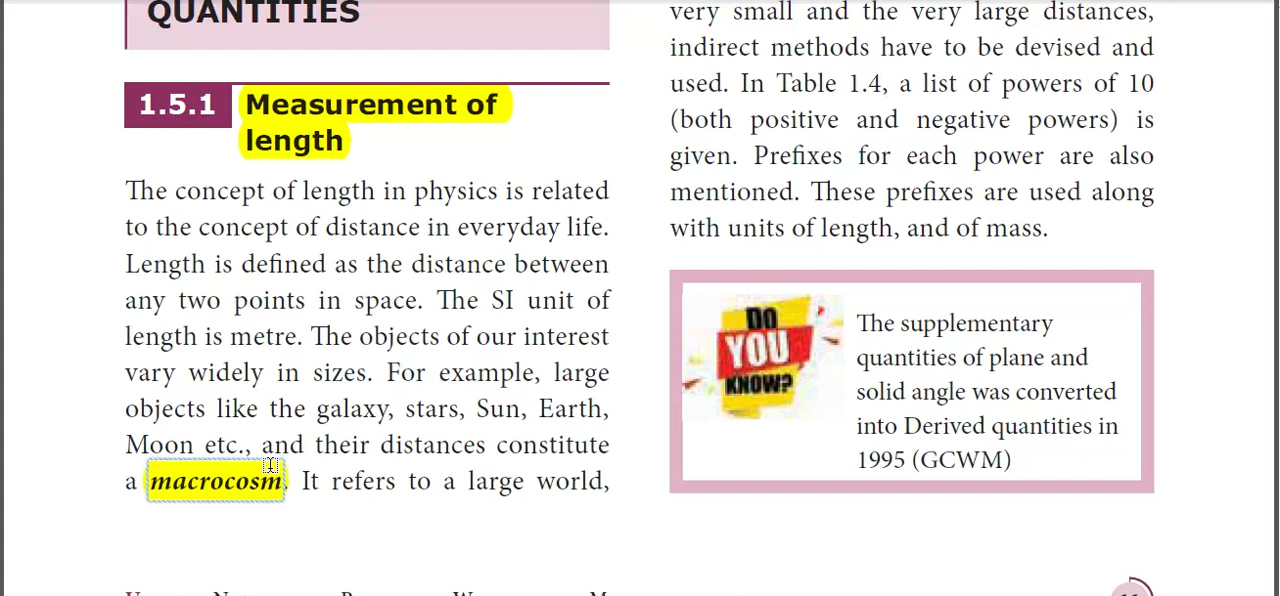 QUANTITIES
1.5.1 Measurement of
length
The concept of length in physics is related
to the concept of distance in everyday life.
Length is defined as the distance between
any two points in space. The SI unit of
length is metre. The objects of our interest
vary widely in sizes. For example, large
objects like the galaxy, stars, Sun, Earth,
Moon etc., and their distances constitute
a macrocosm. It refers to a large world,
very small and the very large distances,
indirect methods have to be devised and
used. In Table 1.4, a list of powers of 10
(both positive and negative powers) is
given. Prefixes for each power are also
mentioned. These prefixes are used along
with units of length, and of mass.
DO
YOU
KNOW?
The supplementary
quantities of plane and
solid angle was converted
into Derived quantities in
1995 (GCWM)